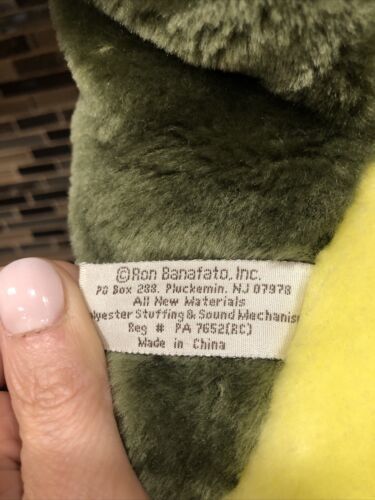 ©Ron Banafato, Inc.
PO Box 288, Pluckemin, NJ 07978
All New Materials
lyester Stuffing & Sound Mechanis
Reg # PA 7652(RC)
Made in China